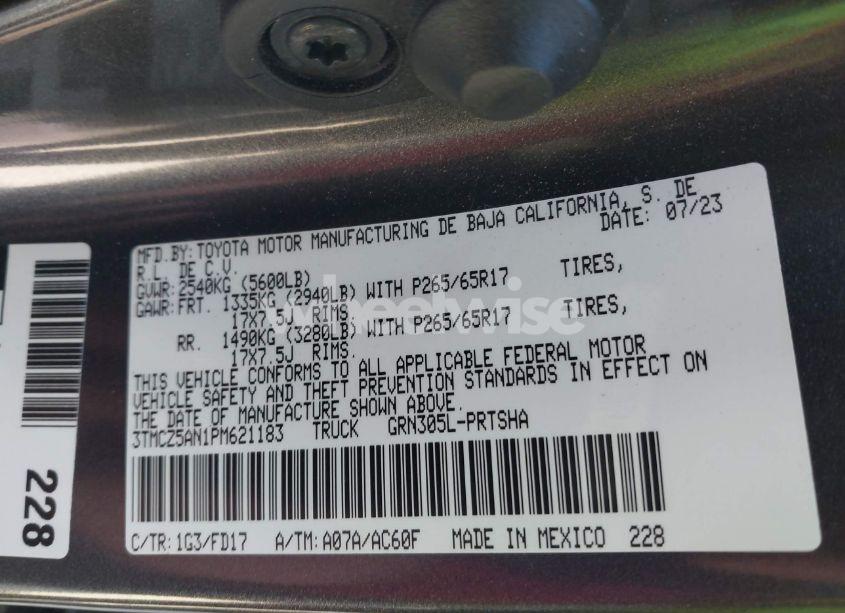 MFD.BY: TOYOTA MOTOR MANUFACTURING DE BAJA CALIFORNIA, S. DE
R.L. DE C.V. DATE: 07/23
GVWR: 2540KG (5600LB)
GAWR: FRT. 1335KG (2940LB) WITH P265/65R17 TIRES,
17X7.5J RIMS.
RR. 1490KG (3280LB) WITH P265/65R17 TIRES,
17X7.5J RIMS.
THIS VEHICLE CONFORMS TO ALL APPLICABLE FEDERAL MOTOR
VEHICLE SAFETY AND THEFT PREVENTION STANDARDS IN EFFECT ON
THE DATE OF MANUFACTURE SHOWN ABOVE.
3TMCZ5AN1PM621183 TRUCK GRN305L-PRTSHA
C/TR: 1G3/FD17 A/TM: A07A/AC60F MADE IN MEXICO 228
228
wheelwise